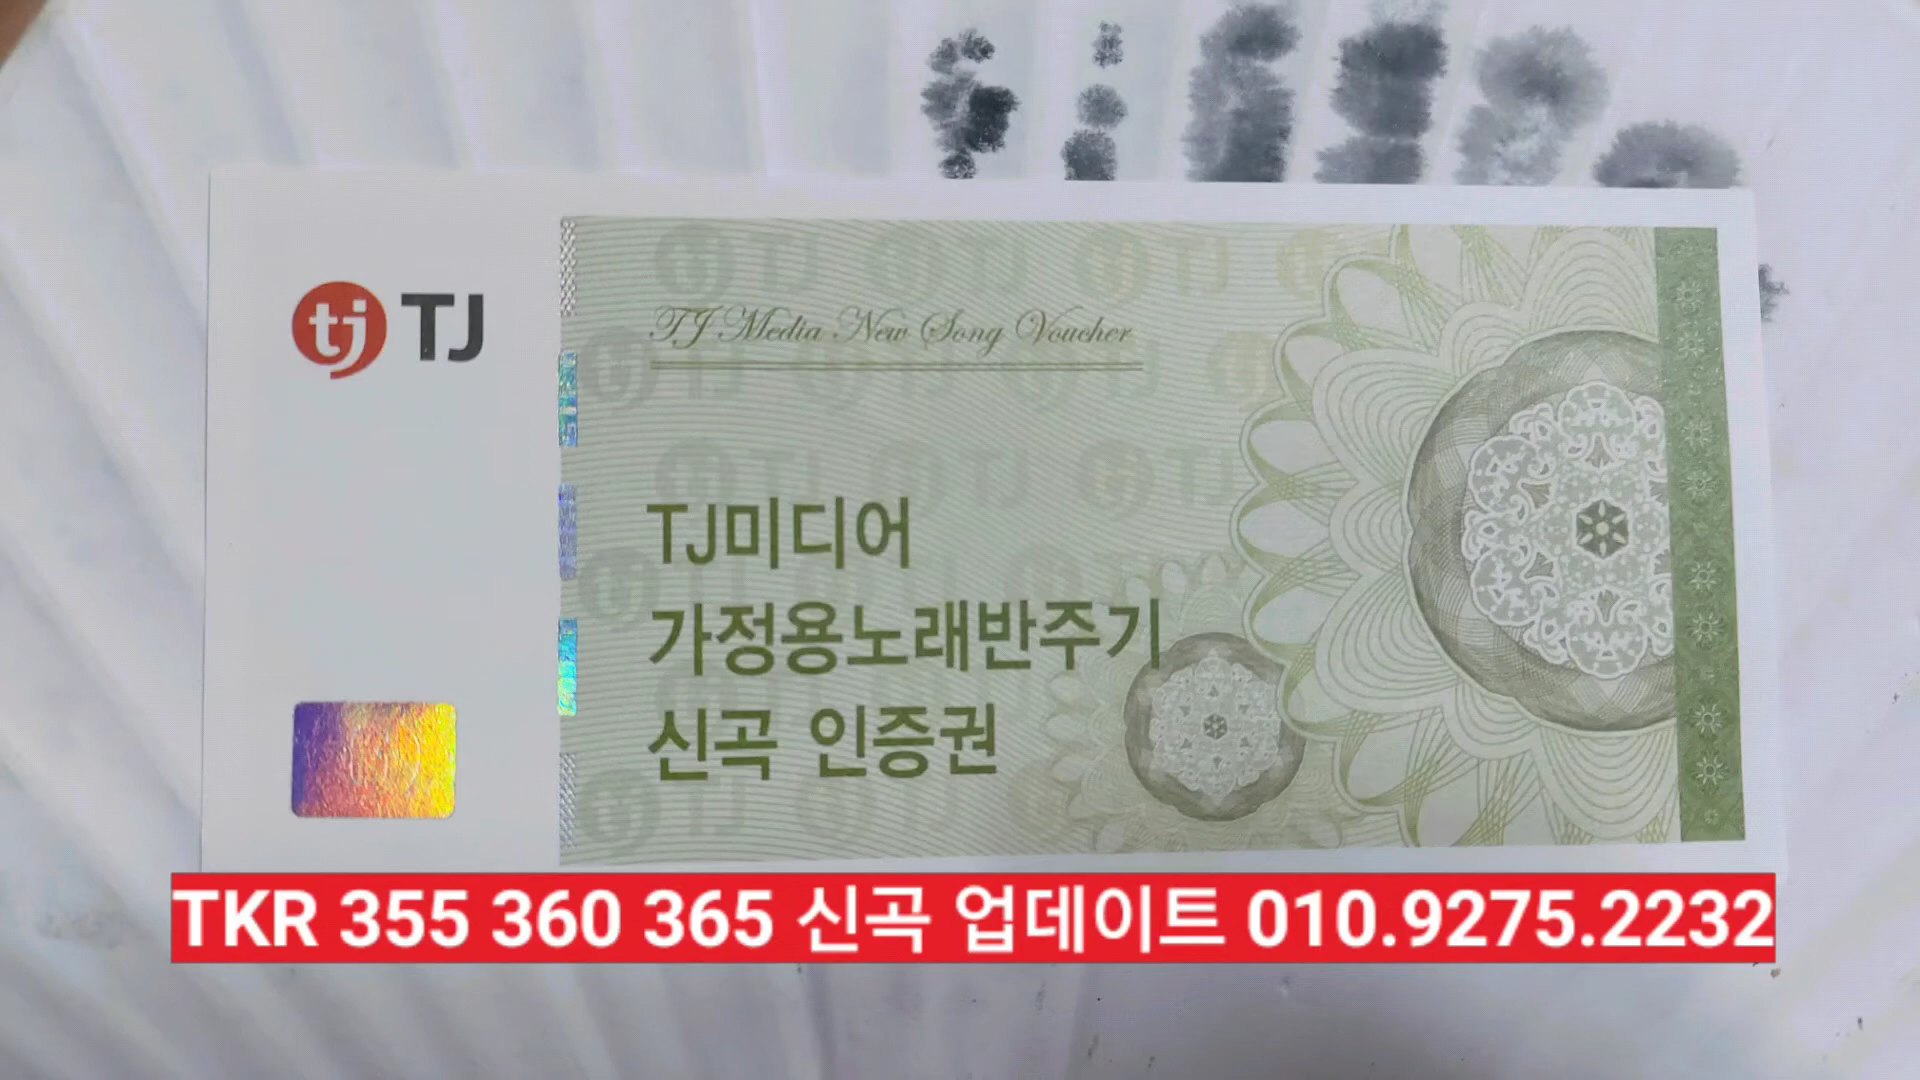 tj TJ
TJ Media New Song Voucher
TJ미디어
가정용노래반주기
신곡 인증권
TKR 355 360 365 신곡 업데이트 010.9275.2232